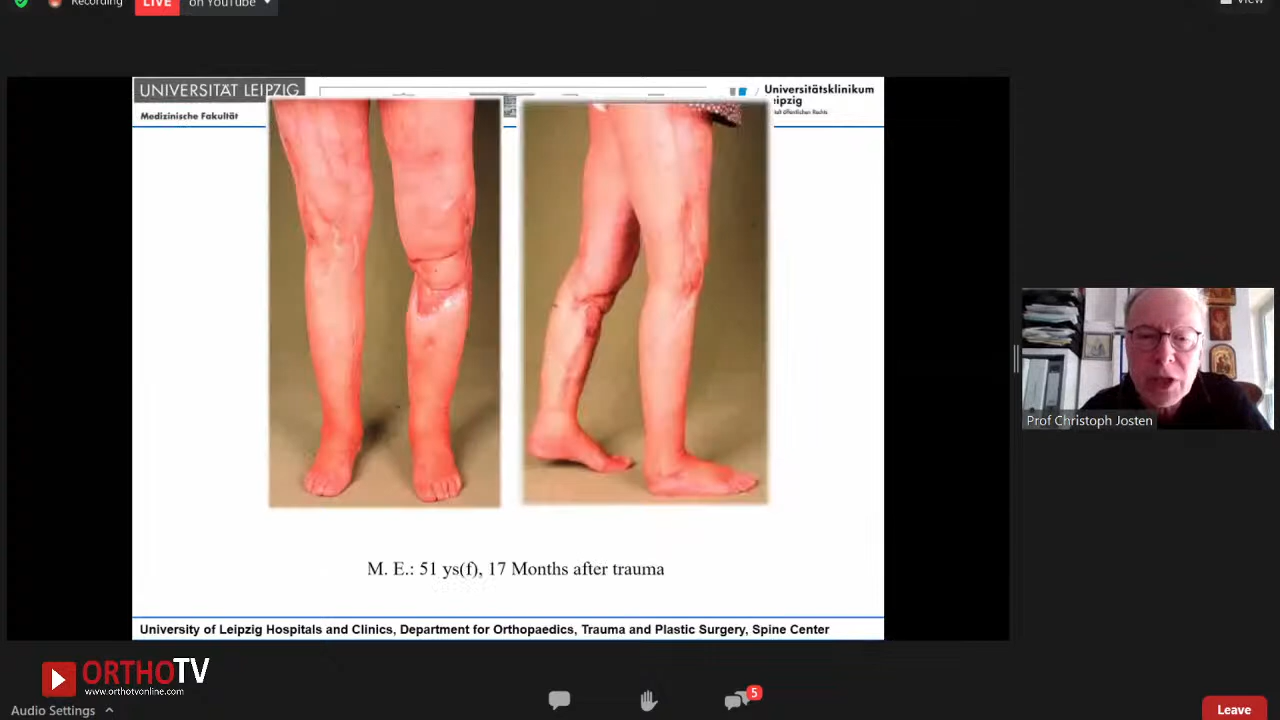 Recording
LIVE
on YouTube
View
UNIVERSITÄT LEIPZIG
Medizinische Fakultät
Universitätsklinikum
eipzig
Prof Christoph Josten
M. E.: 51 ys(f), 17 Months after trauma
University of Leipzig Hospitals and Clinics, Department for Orthopaedics, Trauma and Plastic Surgery, Spine Center
ORTHOTV
www.orthotvonline.com
5
Audio Settings
Leave